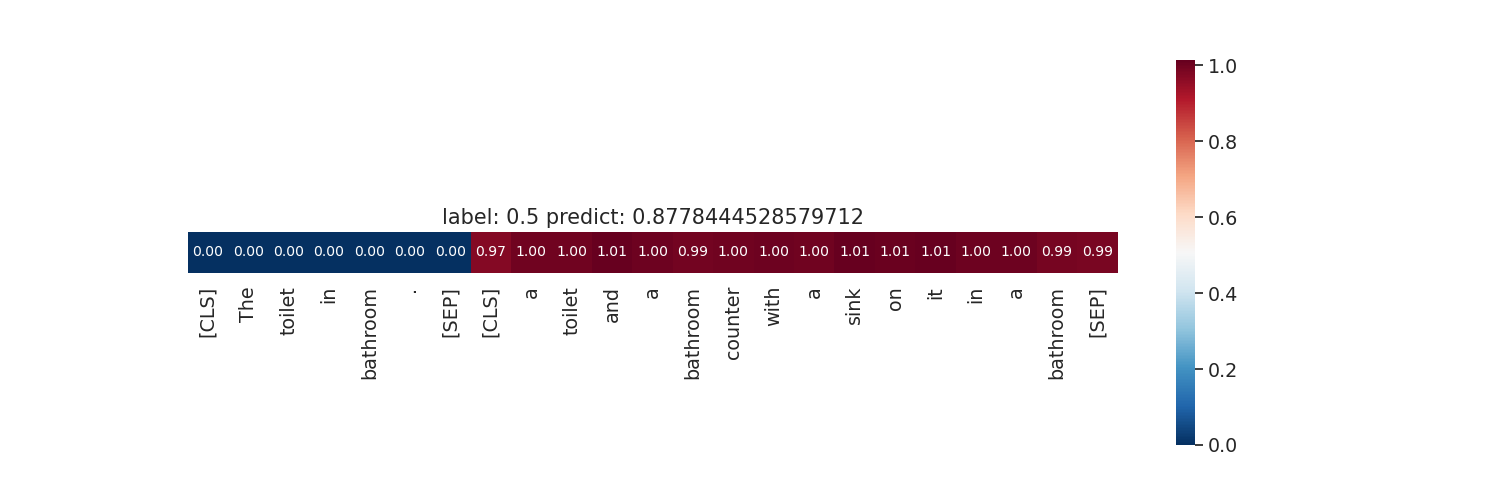 label: 0.5 predict: 0.8778444528579712
0.00 0.00 0.00 0.00 0.00 0.00 0.00 0.97 1.00 1.00 1.01 1.00 0.99 1.00 1.00 1.00 1.01 1.01 1.01 1.00 1.00 0.99 0.99
[CLS] The toilet in bathroom . [SEP] [CLS] a toilet and a bathroom counter with a sink on it in a bathroom [SEP]
1.0
0.8
0.6
0.4
0.2
0.0